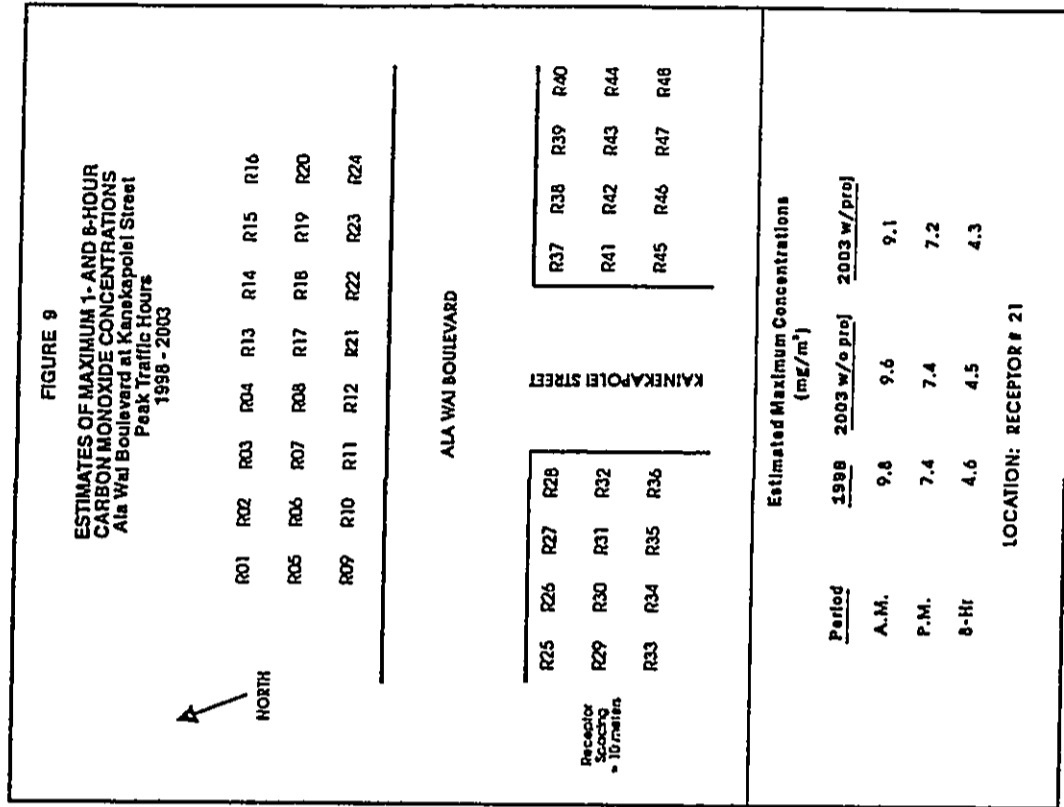 FIGURE 9
ESTIMATES OF MAXIMUM 1- AND 8-HOUR
CARBON MONOXIDE CONCENTRATIONS
Ala Wai Boulevard at Kanekapolei Street
Peak Traffic Hours
1998 - 2003
NORTH
R01 R02 R03 R04 R13 R14 R15 R16
R05 R06 R07 R08 R17 R18 R19 R20
R09 R10 R11 R12 R21 R22 R23 R24
ALA WAI BOULEVARD
Receptor
Spacing
= 10 meters
R25 R26 R27 R28
R29 R30 R31 R32
R33 R34 R35 R36
KAINEKAPOLEI STREET
R37 R38 R39 R40
R41 R42 R43 R44
R45 R46 R47 R48
Estimated Maximum Concentrations
(mg/m³)
Period 1998 2003 w/o proj 2003 w/proj
A.M. 9.8 9.6 9.1
P.M. 7.4 7.4 7.2
8-Hr 4.6 4.5 4.3
LOCATION: RECEPTOR # 21